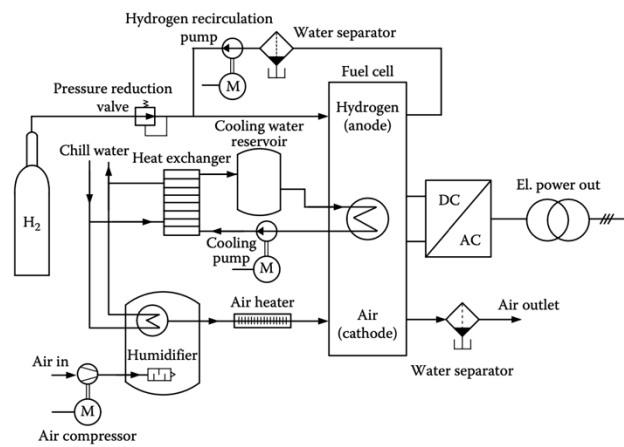 Hydrogen recirculation
pump
Water separator
Fuel cell
Pressure reduction
valve
M
Hydrogen
(anode)
Cooling water
reservoir
Chill water
Heat exchanger
H2
DC
AC
El. power out
Cooling
pump
M
Air heater
Air
(cathode)
Air outlet
Humidifier
Water separator
Air in
M
Air compressor